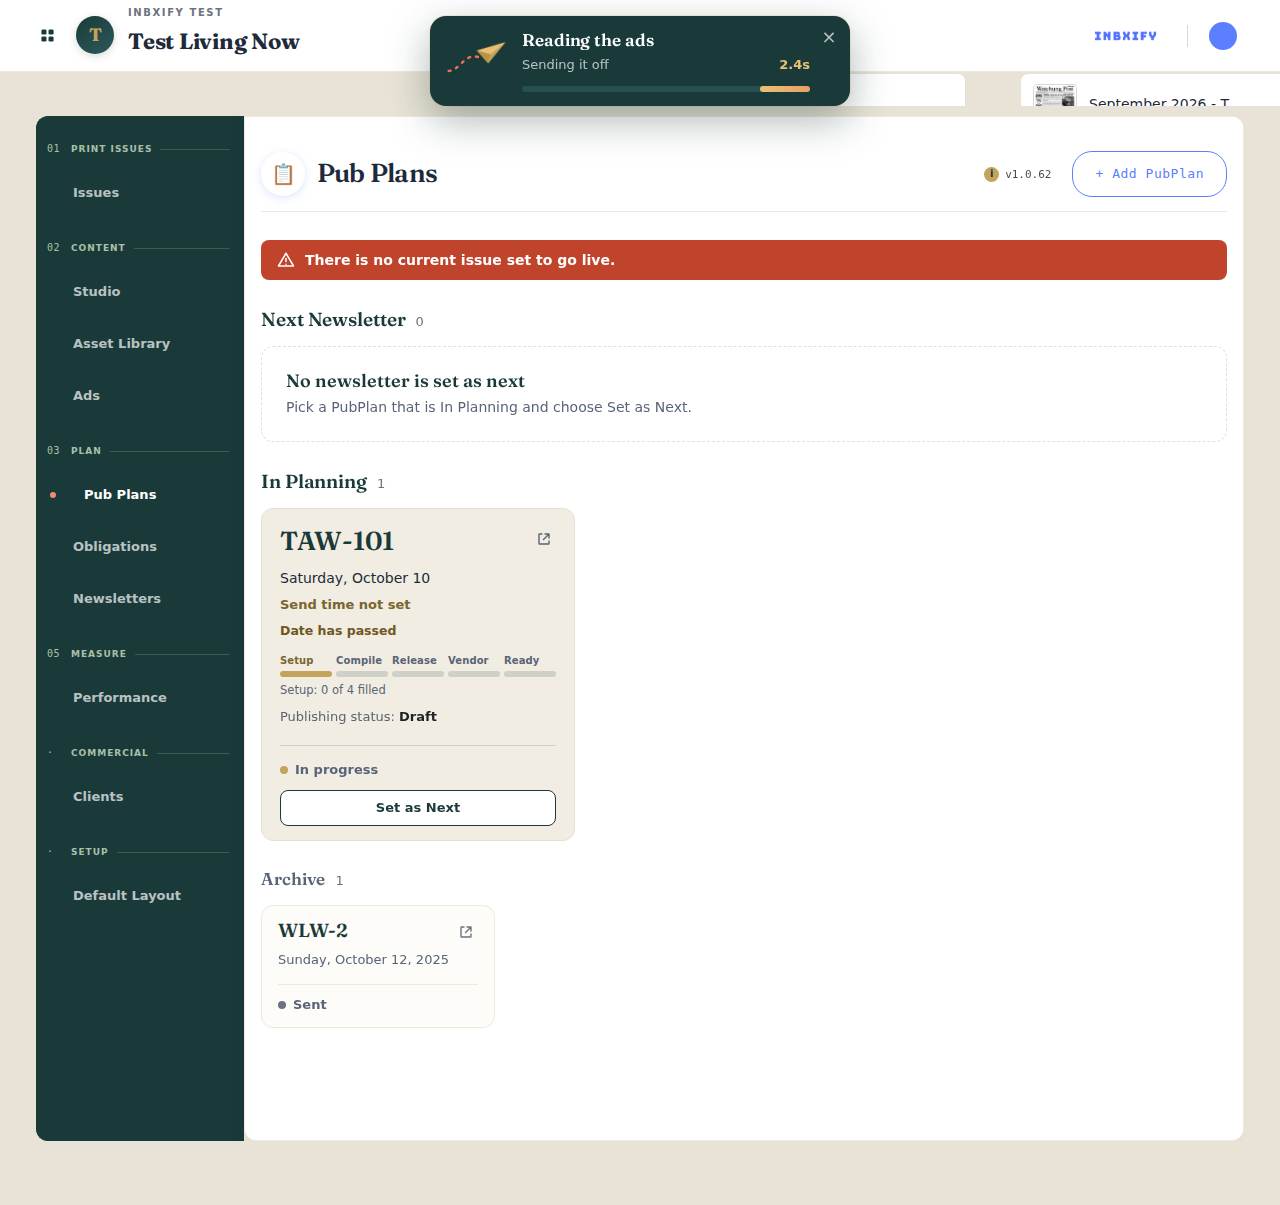 INBXIFY TEST
T
Test Living Now
Reading the ads
Sending it off
2.4s
INBXIFY
September 2026 - T
01 PRINT ISSUES
Issues
02 CONTENT
Studio
Asset Library
Ads
03 PLAN
Pub Plans
Obligations
Newsletters
05 MEASURE
Performance
· COMMERCIAL
Clients
· SETUP
Default Layout
Pub Plans
i v1.0.62
+ Add PubPlan
There is no current issue set to go live.
Next Newsletter 0
No newsletter is set as next
Pick a PubPlan that is In Planning and choose Set as Next.
In Planning 1
TAW-101
Saturday, October 10
Send time not set
Date has passed
Setup Compile Release Vendor Ready
Setup: 0 of 4 filled
Publishing status: Draft
In progress
Set as Next
Archive 1
WLW-2
Sunday, October 12, 2025
Sent